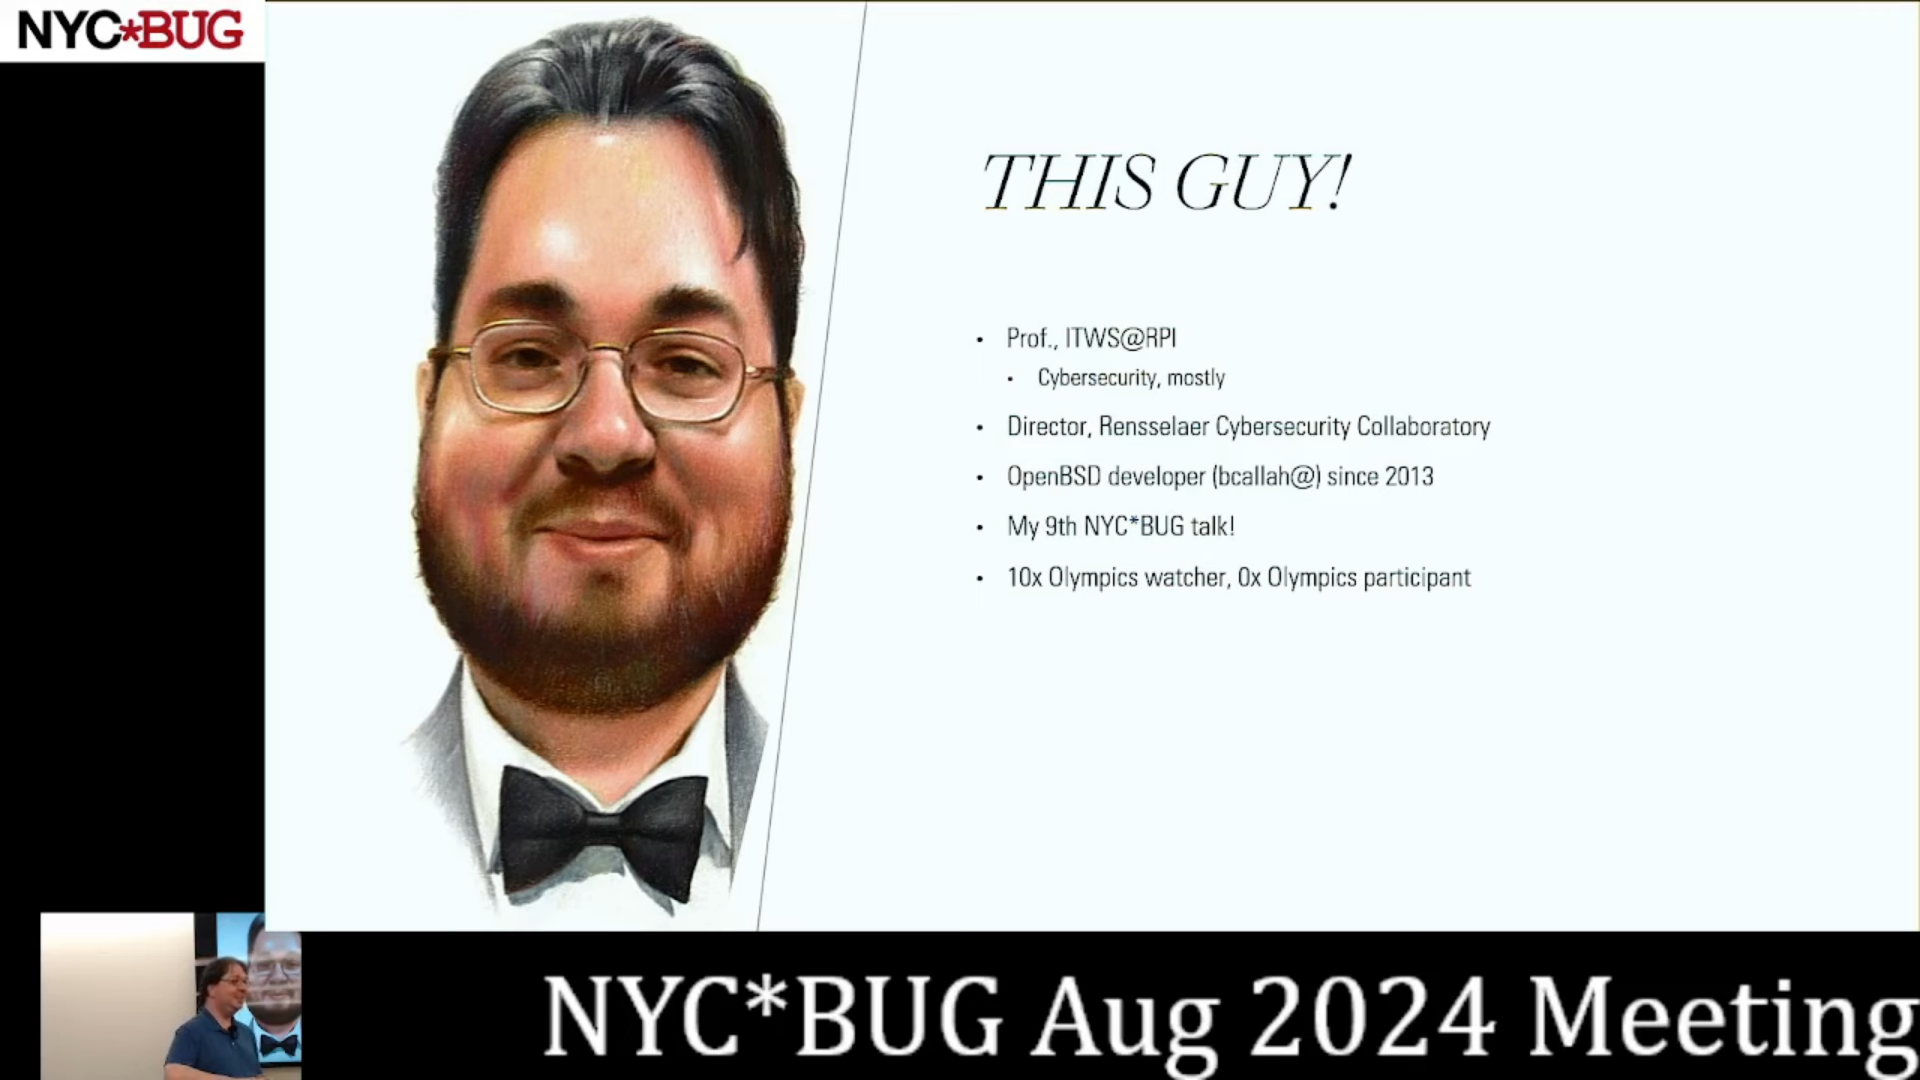 NYC*BUG
THIS GUY!
Prof., ITWS@RPI
Cybersecurity, mostly
Director, Rensselaer Cybersecurity Collaboratory
OpenBSD developer (bcallah@) since 2013
My 9th NYC*BUG talk!
10x Olympics watcher, 0x Olympics participant
NYC*BUG Aug 2024 Meeting